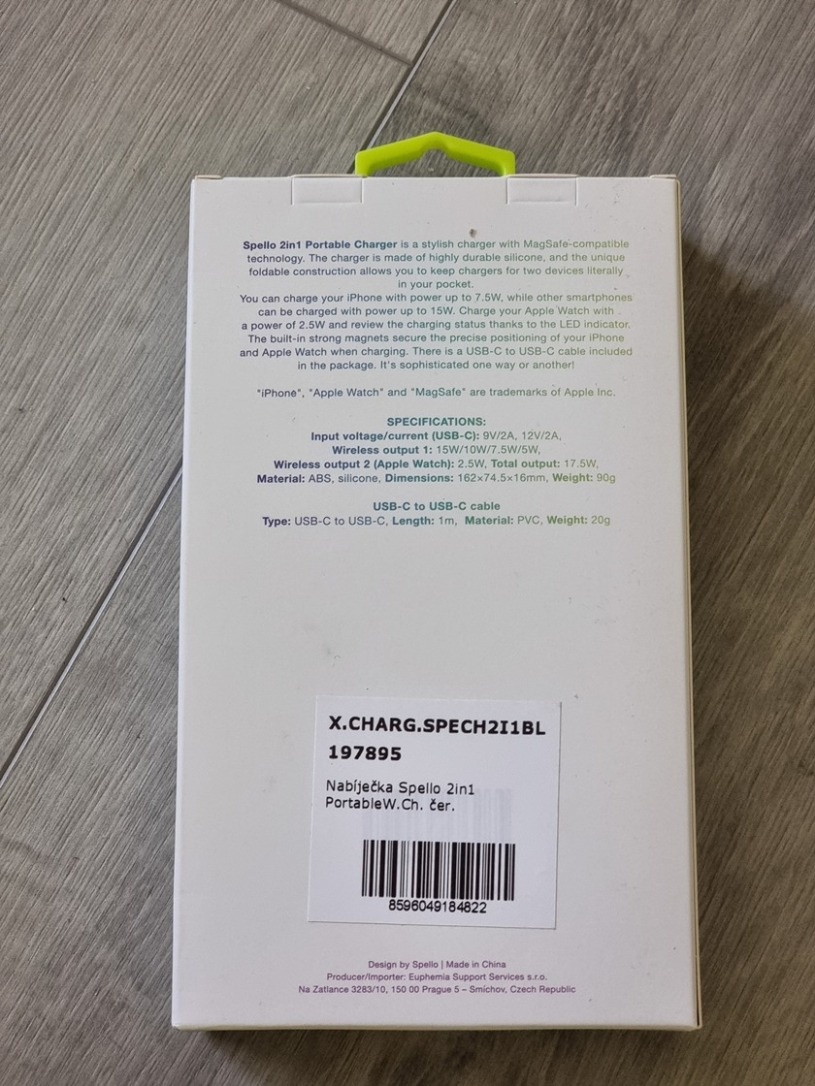 Spello 2in1 Portable Charger is a stylish charger with MagSafe-compatible
technology. The charger is made of highly durable silicone, and the unique
foldable construction allows you to keep chargers for two devices literally
in your pocket.
You can charge your iPhone with power up to 7.5W, while other smartphones
can be charged with power up to 15W. Charge your Apple Watch with
a power of 2.5W and review the charging status thanks to the LED indicator.
The built-in strong magnets secure the precise positioning of your iPhone
and Apple Watch when charging. There is a USB-C to USB-C cable included
in the package. It's sophisticated one way or another!
"iPhone", "Apple Watch" and "MagSafe" are trademarks of Apple Inc.
SPECIFICATIONS:
Input voltage/current (USB-C): 9V/2A, 12V/2A,
Wireless output 1: 15W/10W/7.5W/5W,
Wireless output 2 (Apple Watch): 2.5W, Total output: 17.5W,
Material: ABS, silicone, Dimensions: 162×74.5×16mm, Weight: 90g
USB-C to USB-C cable
Type: USB-C to USB-C, Length: 1m, Material: PVC, Weight: 20g
X.CHARG.SPECH2I1BL
197895
Nabíječka Spello 2in1
PortableW.Ch. čer.
8596049184822
Design by Spello | Made in China
Producer/Importer: Euphemia Support Services s.r.o.
Na Zatlance 3283/10, 150 00 Prague 5 – Smíchov, Czech Republic